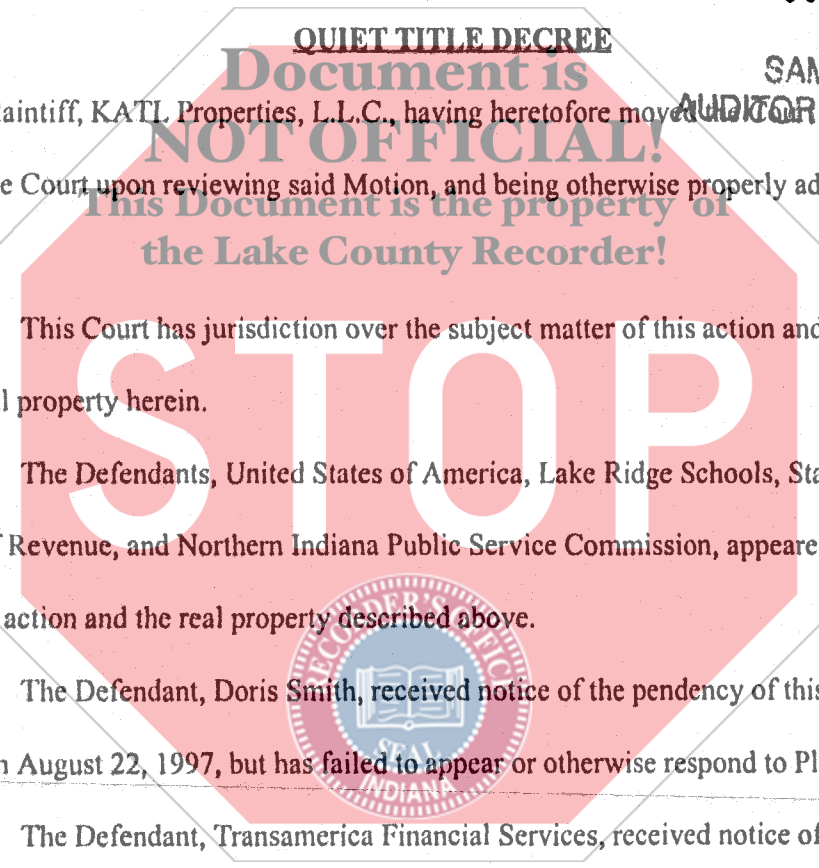 QUIET TITLE DECREE
Document is
SAM
aintiff, KATL Properties, L.L.C., having heretofore moved the Court
AUDITOR
NOT OFFICIAL!
e Court upon reviewing said Motion, and being otherwise properly ad
This Document is the property of
the Lake County Recorder!
This Court has jurisdiction over the subject matter of this action and
l property herein.
STOP
The Defendants, United States of America, Lake Ridge Schools, Sta
f Revenue, and Northern Indiana Public Service Commission, appeare
action and the real property described above.
RECORDER'S OFFICE
The Defendant, Doris Smith, received notice of the pendency of this
n August 22, 1997, but has failed to appear or otherwise respond to Pl
SEAL
INDIANA
The Defendant, Transamerica Financial Services, received notice of